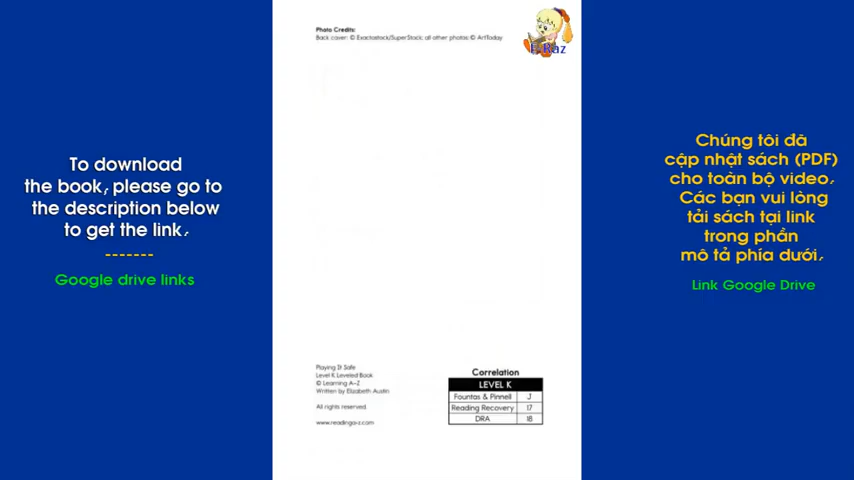 To download
the book, please go to
the description below
to get the link,
-------
Google drive links
Photo Credits:
Back cover: © Exactostock/SuperStock; all other photos: © ArtToday
E-Raz
Playing It Safe
Level K Leveled Book
© Learning A–Z
Written by Elizabeth Austin
All rights reserved.
www.readinga-z.com
Correlation
LEVEL K
Fountas & Pinnell J
Reading Recovery 17
DRA 18
Chúng tôi đã
cập nhật sách (PDF)
cho toàn bộ video,
Các bạn vui lòng
tải sách tại link
trong phần
mô tả phía dưới,
Link Google Drive